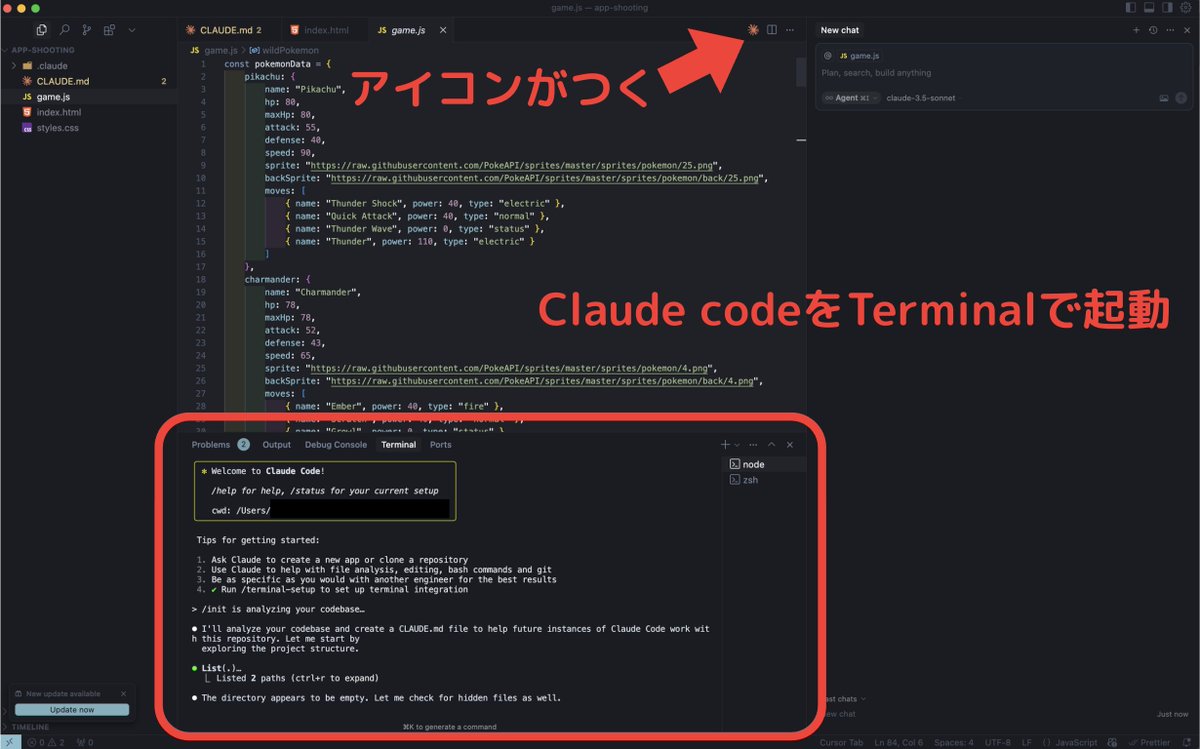 game.js — app-shooting
APP-SHOOTING
.claude
CLAUDE.md 2
JS game.js
index.html
styles.css
CLAUDE.md 2
index.html
JS game.js
JS game.js > wildPokemon
アイコンがつく
1 const pokemonData = {
2 pikachu: {
3 name: "Pikachu",
4 hp: 80,
5 maxHp: 80,
6 attack: 55,
7 defense: 40,
8 speed: 90,
9 sprite: "https://raw.githubusercontent.com/PokeAPI/sprites/master/sprites/pokemon/25.png",
10 backSprite: "https://raw.githubusercontent.com/PokeAPI/sprites/master/sprites/pokemon/back/25.png",
11 moves: [
12 { name: "Thunder Shock", power: 40, type: "electric" },
13 { name: "Quick Attack", power: 40, type: "normal" },
14 { name: "Thunder Wave", power: 0, type: "status" },
15 { name: "Thunder", power: 110, type: "electric" }
16 ]
17 },
18 charmander: {
19 name: "Charmander",
20 hp: 78,
21 maxHp: 78,
22 attack: 52,
23 defense: 43,
24 speed: 65,
25 sprite: "https://raw.githubusercontent.com/PokeAPI/sprites/master/sprites/pokemon/4.png",
26 backSprite: "https://raw.githubusercontent.com/PokeAPI/sprites/master/sprites/pokemon/back/4.png",
27 moves: [
28 { name: "Ember", power: 40, type: "fire" },
Claude codeをTerminalで起動
Problems 2 Output Debug Console Terminal Ports
node
zsh
Welcome to Claude Code!
/help for help, /status for your current setup
cwd: /Users/
Tips for getting started:
1. Ask Claude to create a new app or clone a repository
2. Use Claude to help with file analysis, editing, bash commands and git
3. Be as specific as you would with another engineer for the best results
4. ✔ Run /terminal-setup to set up terminal integration
> /init is analyzing your codebase…
● I'll analyze your codebase and create a CLAUDE.md file to help future instances of Claude Code work wit
h this repository. Let me start by
exploring the project structure.
● List(.)…
Listed 2 paths (ctrl+r to expand)
● The directory appears to be empty. Let me check for hidden files as well.
⌘K to generate a command
New chat
@ JS game.js
Plan, search, build anything
∞ Agent ⌘I claude-3.5-sonnet
chats
chat
Just now
New update available
Update now
TIMELINE
0 2 0
Cursor Tab Ln 84, Col 6 Spaces: 4 UTF-8 LF JavaScript Prettier